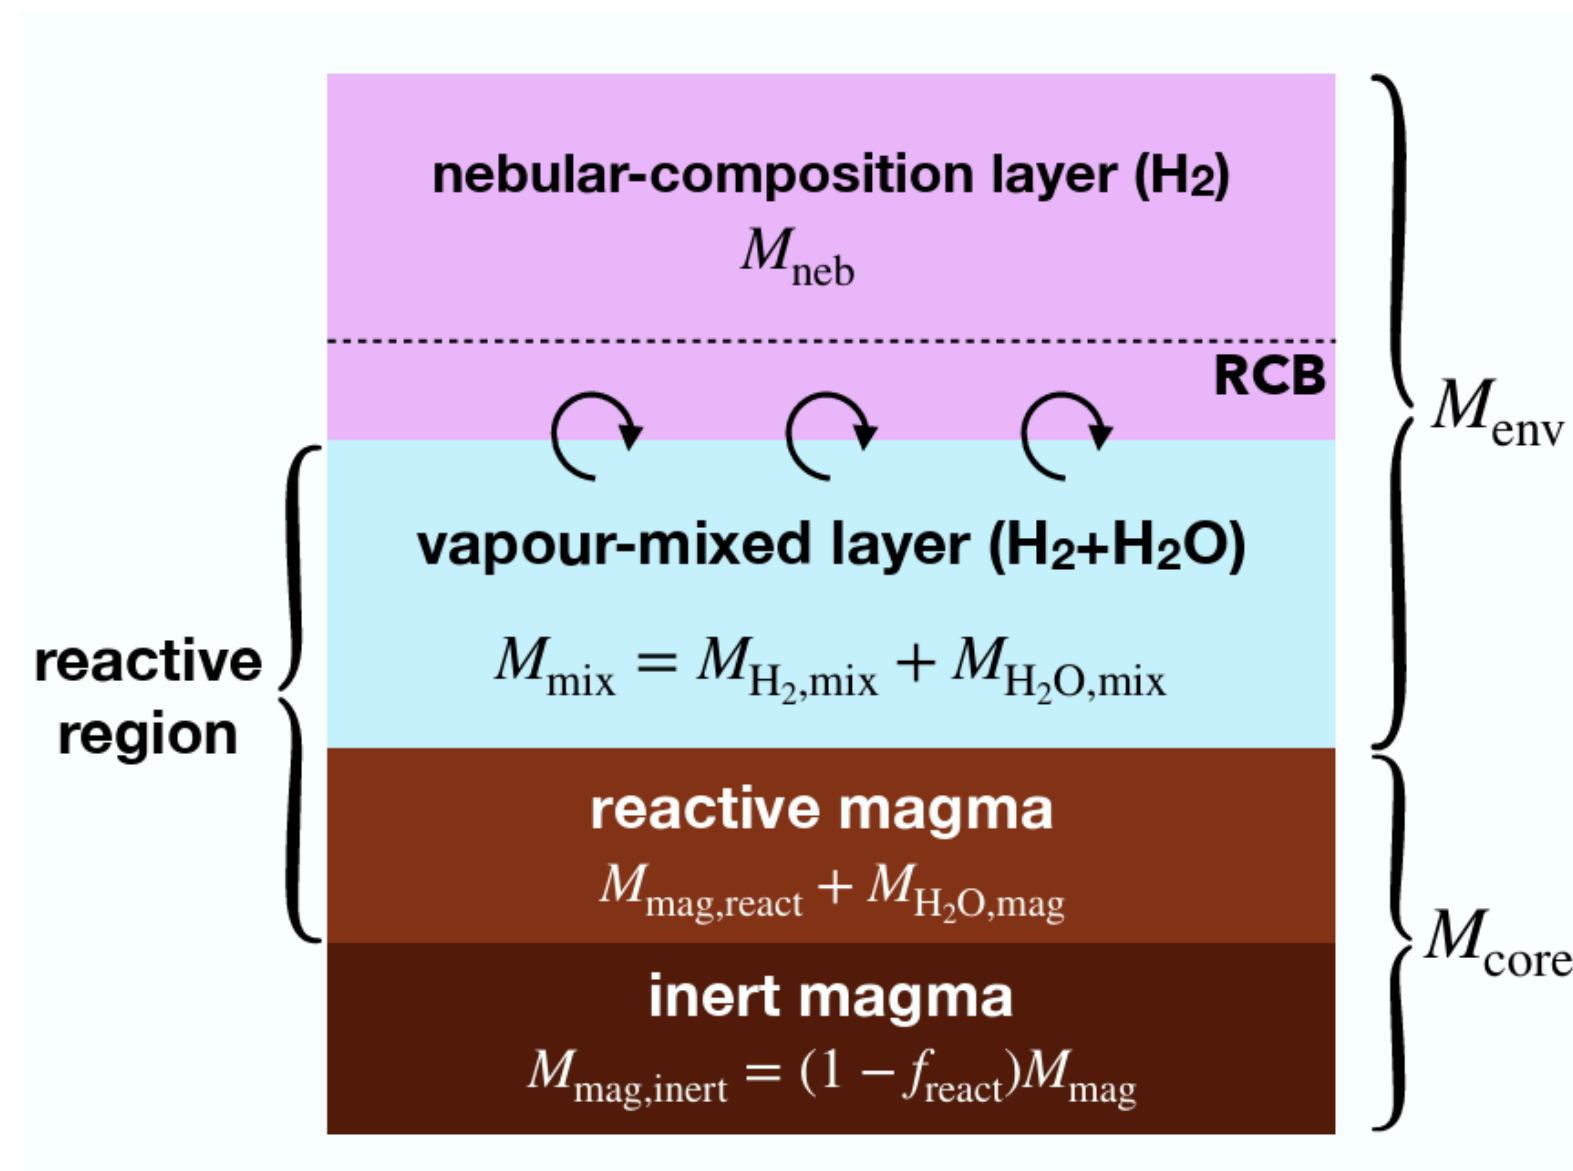 nebular-composition layer (H₂)
M_neb
RCB
M_env
vapour-mixed layer (H₂+H₂O)
M_mix = M_H₂,mix + M_H₂O,mix
reactive
region
reactive magma
M_mag,react + M_H₂O,mag
M_core
inert magma
M_mag,inert = (1 − f_react)M_mag